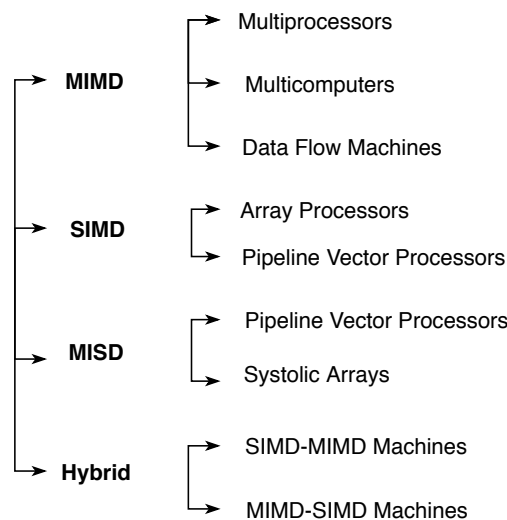 Multiprocessors
MIMD
Multicomputers
Data Flow Machines
Array Processors
SIMD
Pipeline Vector Processors
Pipeline Vector Processors
MISD
Systolic Arrays
SIMD-MIMD Machines
Hybrid
MIMD-SIMD Machines